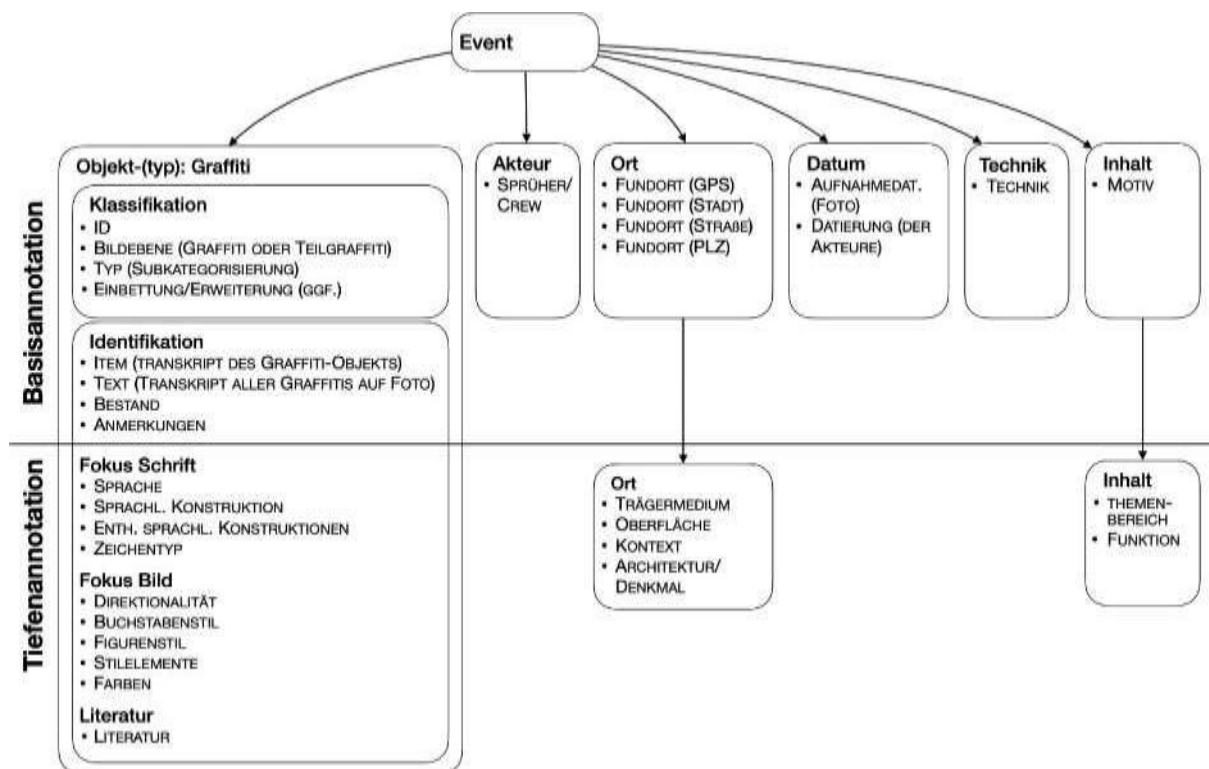 Event
Basisannotation
Objekt-(typ): Graffiti
Klassifikation
• ID
• BILDEBENE (GRAFFITI ODER TEILGRAFFITI)
• TYP (SUBKATEGORISIERUNG)
• EINBETTUNG/ERWEITERUNG (GGF.)
Identifikation
• ITEM (TRANSKRIPT DES GRAFFITI-OBJEKTS)
• TEXT (TRANSKRIPT ALLER GRAFFITIS AUF FOTO)
• BESTAND
• ANMERKUNGEN
Akteur
• SPRÜHER/
CREW
Ort
• FUNDORT (GPS)
• FUNDORT (STADT)
• FUNDORT (STRAßE)
• FUNDORT (PLZ)
Datum
• AUFNAHMEDAT.
(FOTO)
• DATIERUNG (DER
AKTEURE)
Technik
• TECHNIK
Inhalt
• MOTIV
Tiefenannotation
Fokus Schrift
• SPRACHE
• SPRACHL. KONSTRUKTION
• ENTH. SPRACHL. KONSTRUKTIONEN
• ZEICHENTYP
Fokus Bild
• DIREKTIONALITÄT
• BUCHSTABENSTIL
• FIGURENSTIL
• STILELEMENTE
• FARBEN
Literatur
• LITERATUR
Ort
• TRÄGERMEDIUM
• OBERFLÄCHE
• KONTEXT
• ARCHITEKTUR/
DENKMAL
Inhalt
• THEMEN-
BEREICH
• FUNKTION